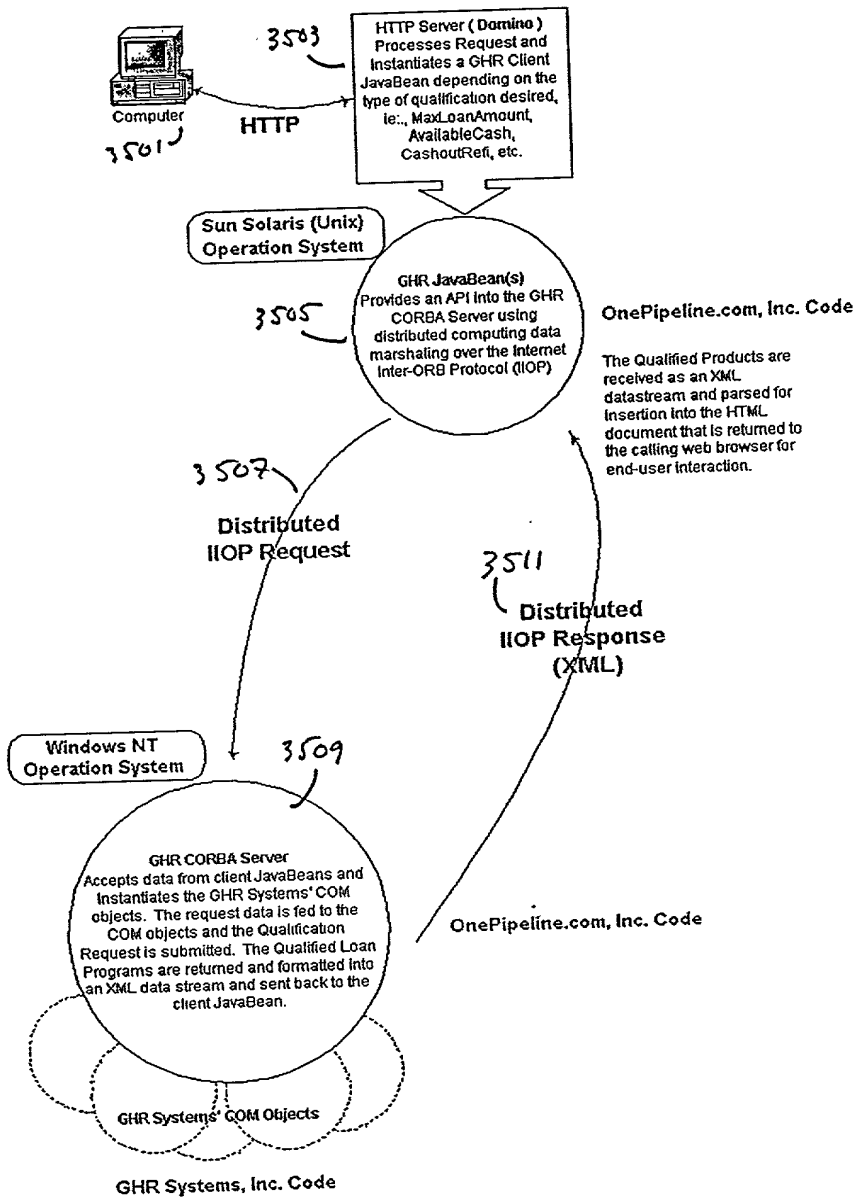 HTTP Server ( Domino )
Processes Request and
Instantiates a GHR Client
JavaBean depending on the
type of qualification desired,
ie:., MaxLoanAmount,
AvailableCash,
CashoutRefi, etc.
3503
Computer
HTTP
3501
Sun Solaris (Unix)
Operation System
GHR JavaBean(s)
Provides an API into the GHR
CORBA Server using
distributed computing data
marshaling over the Internet
Inter-ORB Protocol (IIOP)
3505
OnePipeline.com, Inc. Code
The Qualified Products are
received as an XML
datastream and parsed for
insertion into the HTML
document that is returned to
the calling web browser for
end-user interaction.
3507
Distributed
IIOP Request
3511
Distributed
IIOP Response
(XML)
Windows NT
Operation System
3509
GHR CORBA Server
Accepts data from client JavaBeans and
Instantiates the GHR Systems' COM
objects. The request data is fed to the
COM objects and the Qualification
Request is submitted. The Qualified Loan
Programs are returned and formatted into
an XML data stream and sent back to the
client JavaBean.
OnePipeline.com, Inc. Code
GHR Systems' COM Objects
GHR Systems, Inc. Code